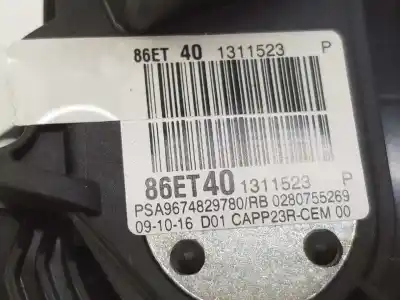 86ET 40 1311523 P
86ET40 1311523 P
PSA9674829780/RB 0280755269
09-10-16 D01 CAPP23R-CEM 00